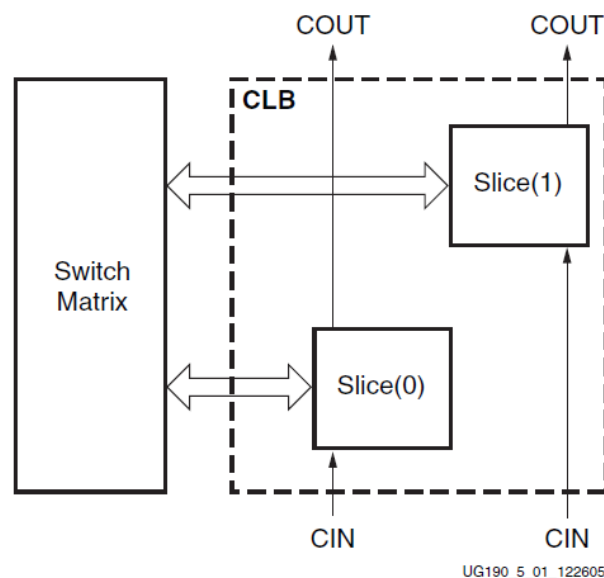 COUT
COUT
CLB
Slice(1)
Switch
Matrix
Slice(0)
CIN
CIN
UG190_5_01_122605